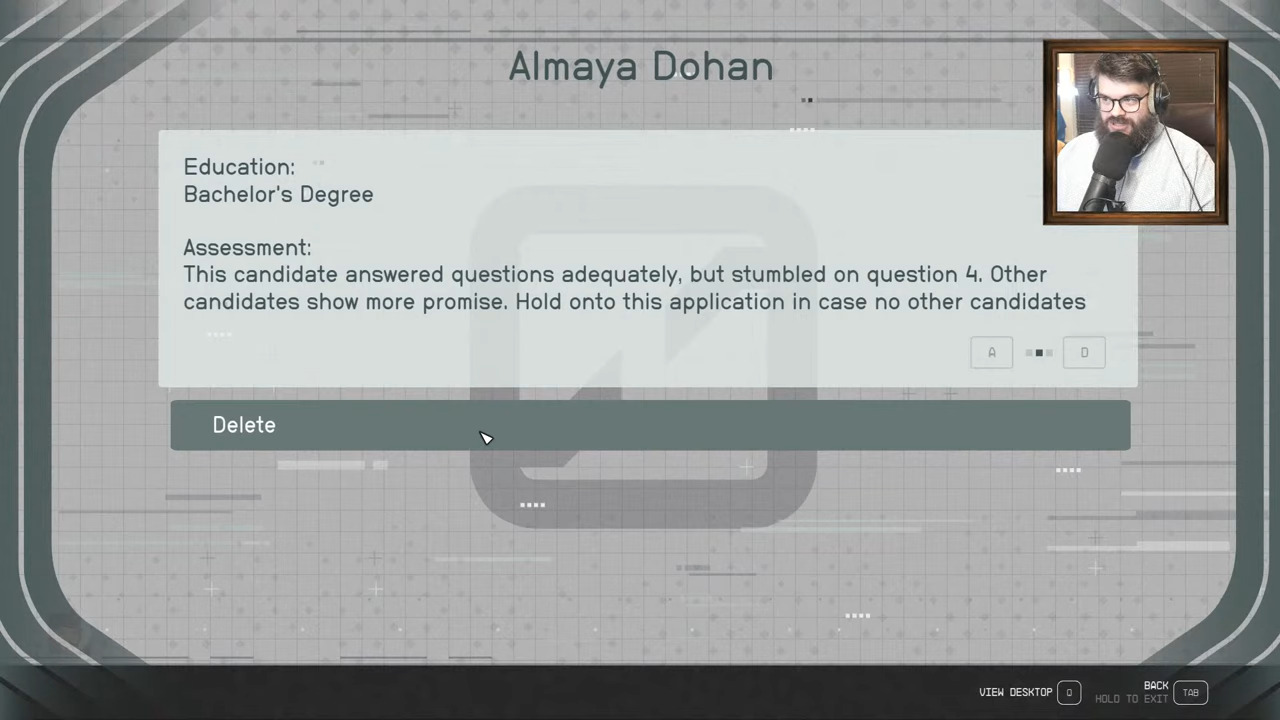 Almaya Dohan
Education:
Bachelor's Degree
Assessment:
This candidate answered questions adequately, but stumbled on question 4. Other
candidates show more promise. Hold onto this application in case no other candidates
A
D
Delete
VIEW DESKTOP Q
BACK
HOLD TO EXIT TAB